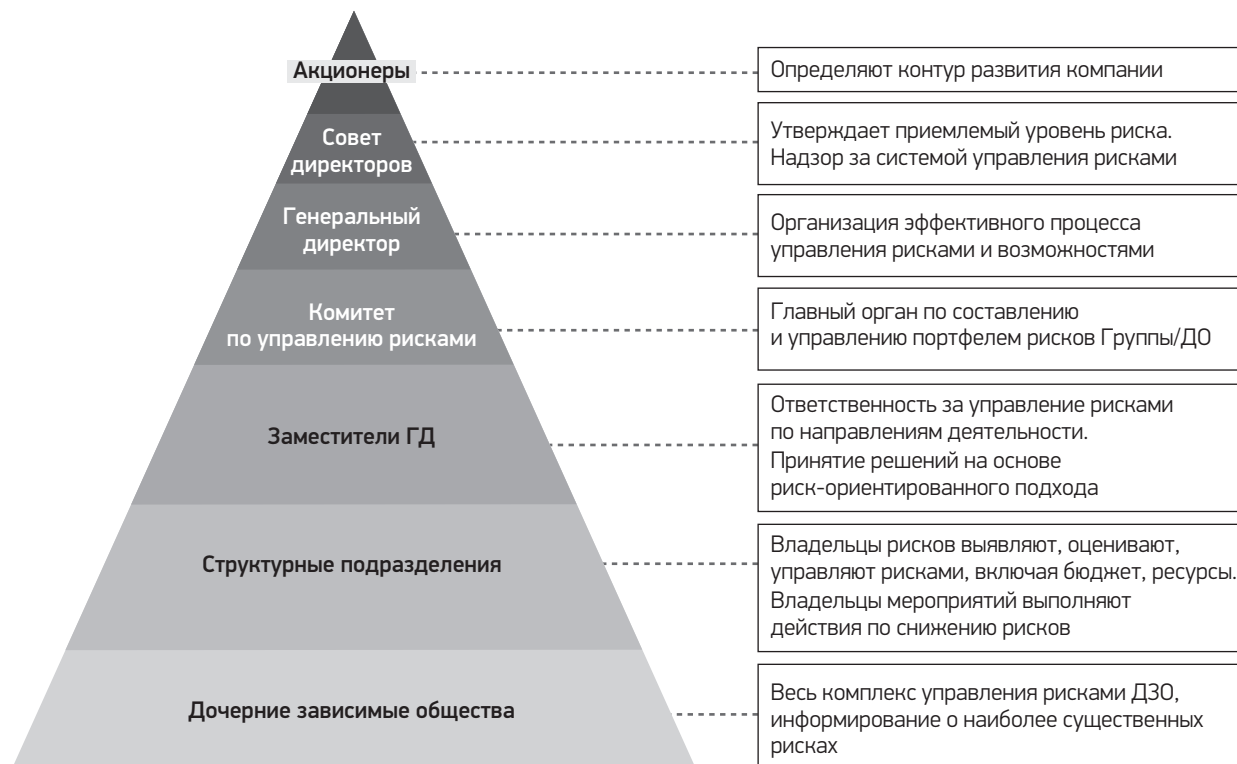 Акционеры
Определяют контур развития компании
Совет
директоров
Утверждает приемлемый уровень риска.
Надзор за системой управления рисками
Генеральный
директор
Организация эффективного процесса
управления рисками и возможностями
Комитет
по управлению рисками
Главный орган по составлению
и управлению портфелем рисков Группы/ДО
Заместители ГД
Ответственность за управление рисками
по направлениям деятельности.
Принятие решений на основе
риск-ориентированного подхода
Структурные подразделения
Владельцы рисков выявляют, оценивают,
управляют рисками, включая бюджет, ресурсы.
Владельцы мероприятий выполняют
действия по снижению рисков
Дочерние зависимые общества
Весь комплекс управления рисками ДЗО,
информирование о наиболее существенных
рисках